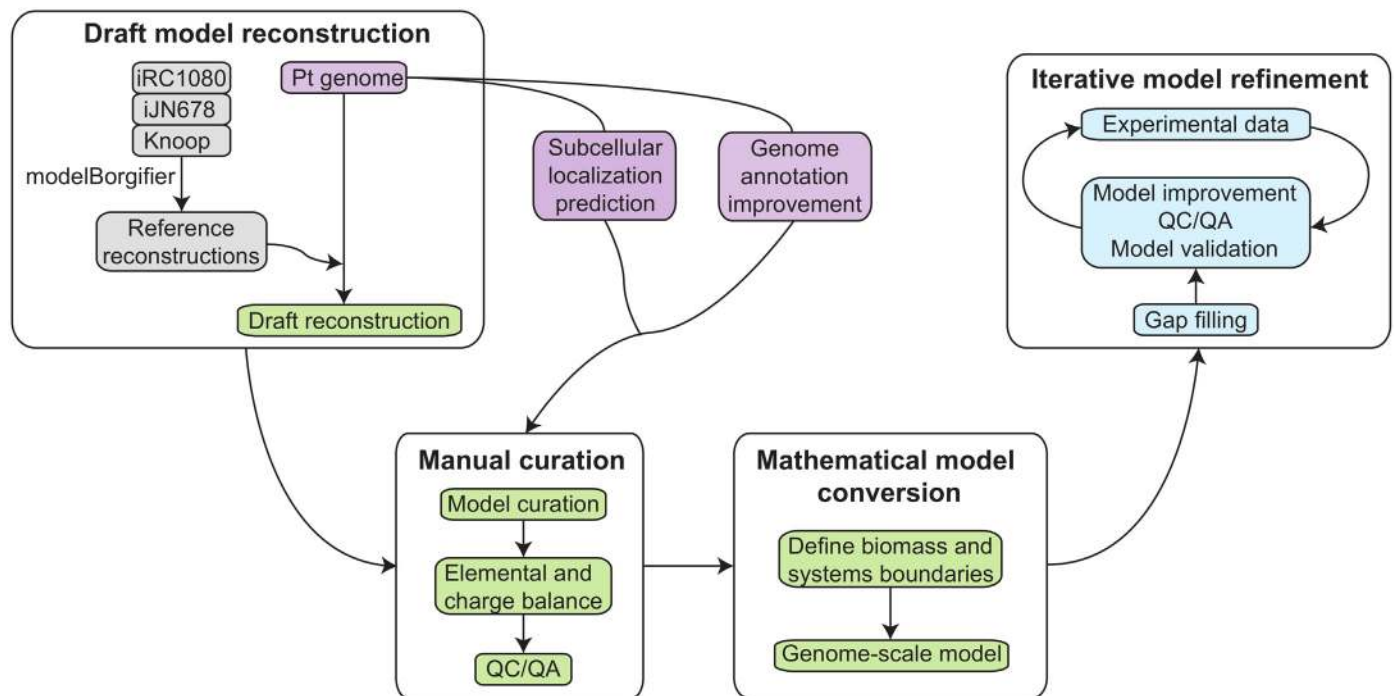 Draft model reconstruction
iRC1080
iJN678
Knoop
modelBorgifier
Reference
reconstructions
Pt genome
Draft reconstruction
Subcellular
localization
prediction
Genome
annotation
improvement
Manual curation
Model curation
Elemental and
charge balance
QC/QA
Mathematical model
conversion
Define biomass and
systems boundaries
Genome-scale model
Iterative model refinement
Experimental data
Model improvement
QC/QA
Model validation
Gap filling